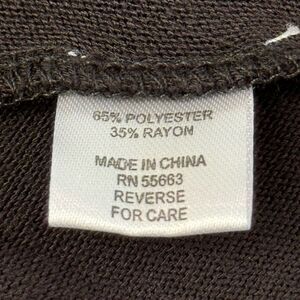 65% POLYESTER
35% RAYON
MADE IN CHINA
RN 55663
REVERSE
FOR CARE